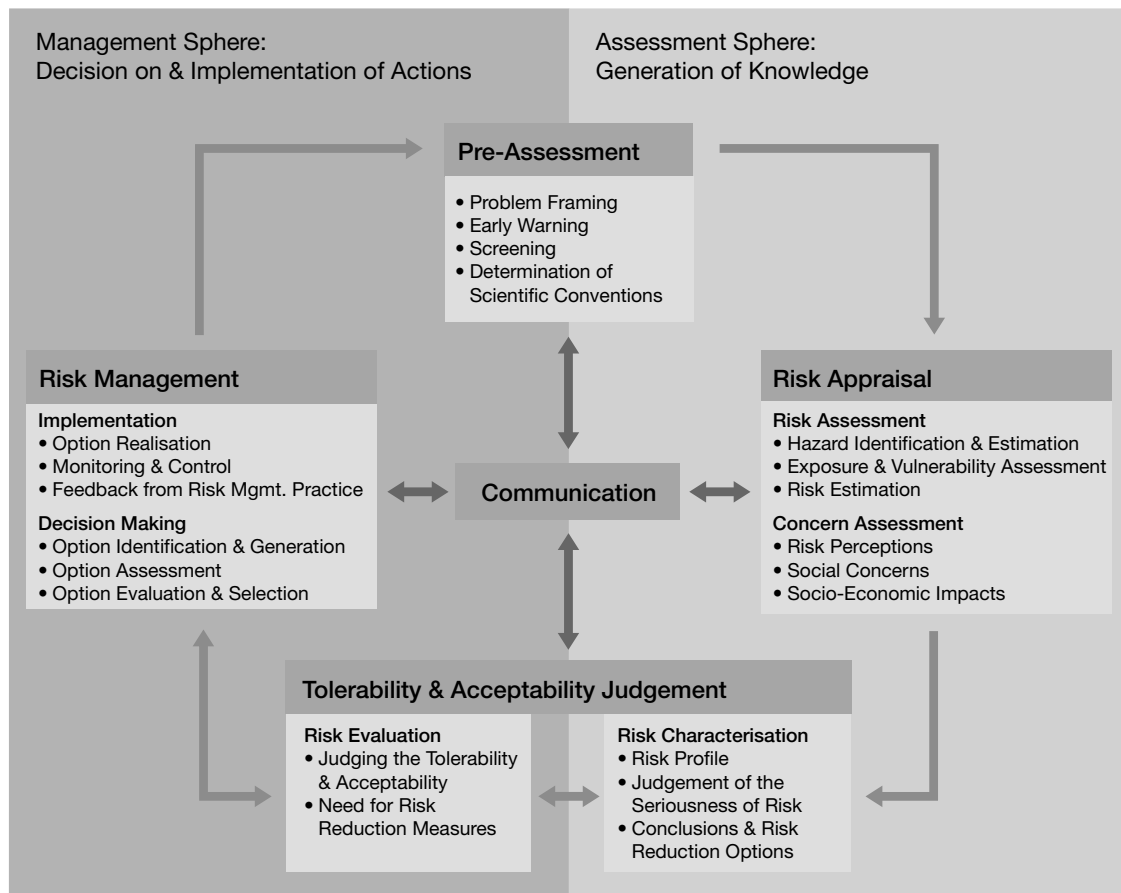 Management Sphere:
Decision on & Implementation of Actions
Assessment Sphere:
Generation of Knowledge
Pre-Assessment
• Problem Framing
• Early Warning
• Screening
• Determination of
Scientific Conventions
Risk Management
Implementation
• Option Realisation
• Monitoring & Control
• Feedback from Risk Mgmt. Practice
Decision Making
• Option Identification & Generation
• Option Assessment
• Option Evaluation & Selection
Communication
Risk Appraisal
Risk Assessment
• Hazard Identification & Estimation
• Exposure & Vulnerability Assessment
• Risk Estimation
Concern Assessment
• Risk Perceptions
• Social Concerns
• Socio-Economic Impacts
Tolerability & Acceptability Judgement
Risk Evaluation
• Judging the Tolerability
& Acceptability
• Need for Risk
Reduction Measures
Risk Characterisation
• Risk Profile
• Judgement of the
Seriousness of Risk
• Conclusions & Risk
Reduction Options